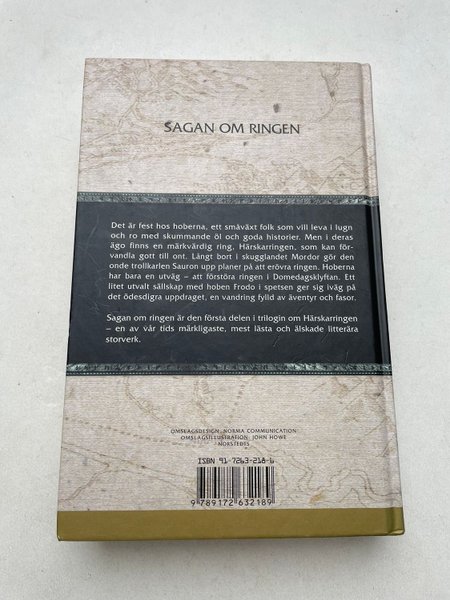 SAGAN OM RINGEN
Det är fest hos hoberna, ett småväxt folk som vill leva i lugn
och ro med skummande öl och goda historier. Men i deras
ägo finns en märkvärdig ring, Härskarringen, som kan för-
vandla gott till ont. Långt bort i skugglandet Mordor gör den
onde trollkarlen Sauron upp planer på att erövra ringen. Hoberna
har bara en utväg – att förstöra ringen i Domedagsklyftan. Ett
litet utvalt sällskap med hoben Frodo i spetsen ger sig iväg på
det ödesdigra uppdraget, en vandring fylld av äventyr och fasor.
Sagan om ringen är den första delen i trilogin om Härskarringen
– en av vår tids märkligaste, mest lästa och älskade litterära
storverk.
OMSLAGSDESIGN: NORMA COMMUNICATION
OMSLAGSILLUSTRATION: JOHN HOWE
NORSTEDTS
ISBN 91-7263-218-6
9 789172 632189